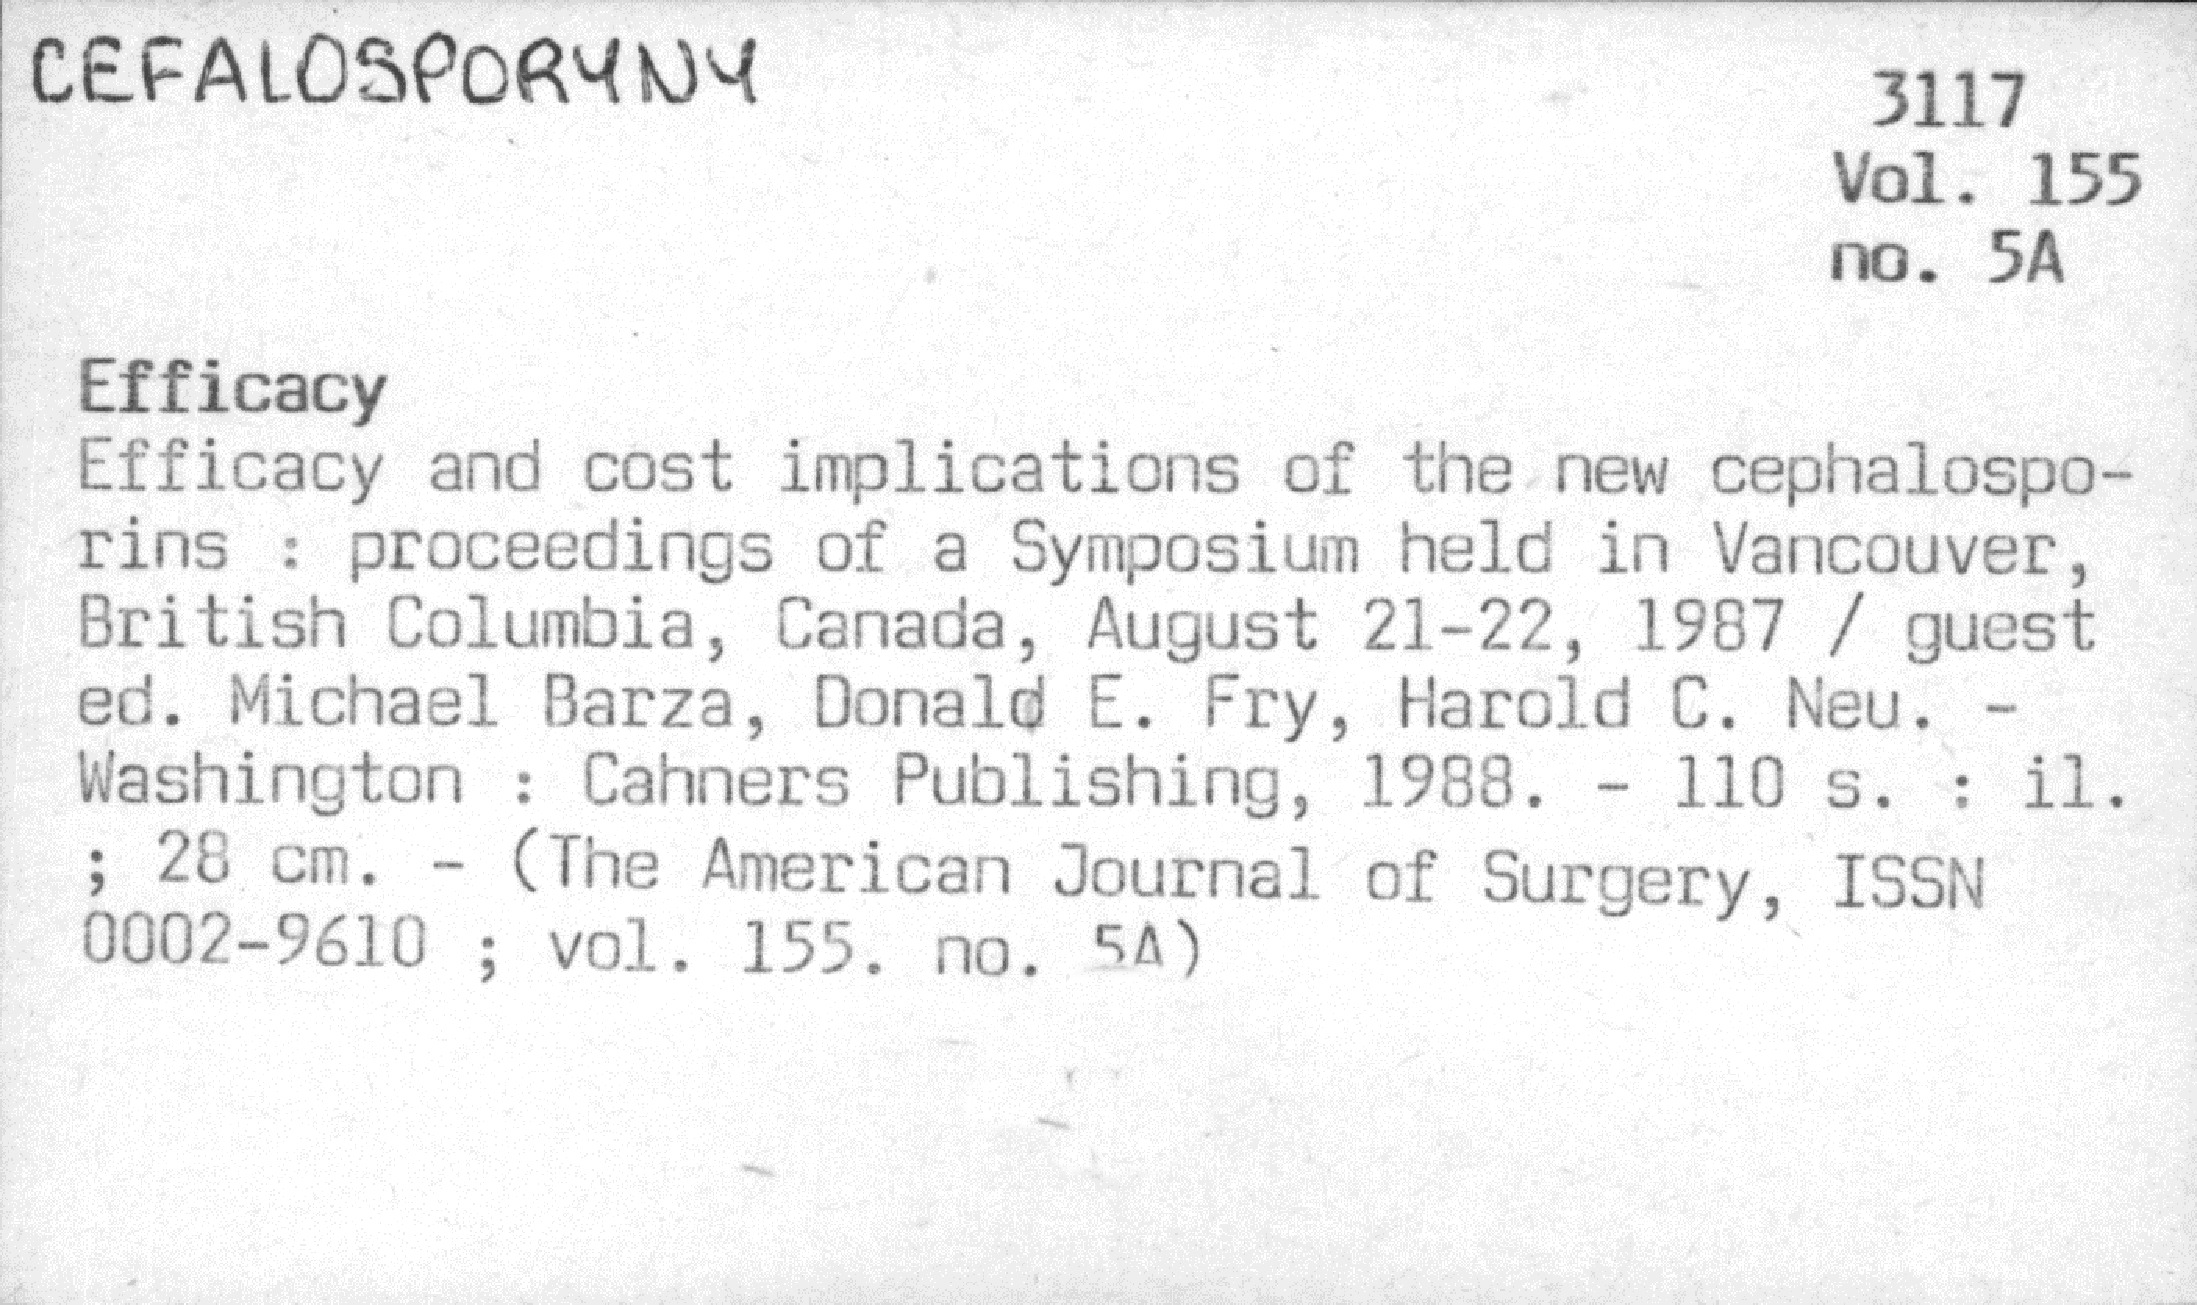 CEFALOSPORYNY
3117
Vol. 155
no. 5A
Efficacy
Efficacy and cost implications of the new cephalospo-
rins : proceedings of a Symposium held in Vancouver,
British Columbia, Canada, August 21-22, 1987 / guest
ed. Michael Barza, Donald E. Fry, Harold C. Neu. -
Washington : Cahners Publishing, 1988. - 110 s. : il.
; 28 cm. - (The American Journal of Surgery, ISSN
0002-9610 ; vol. 155. no. 5A)